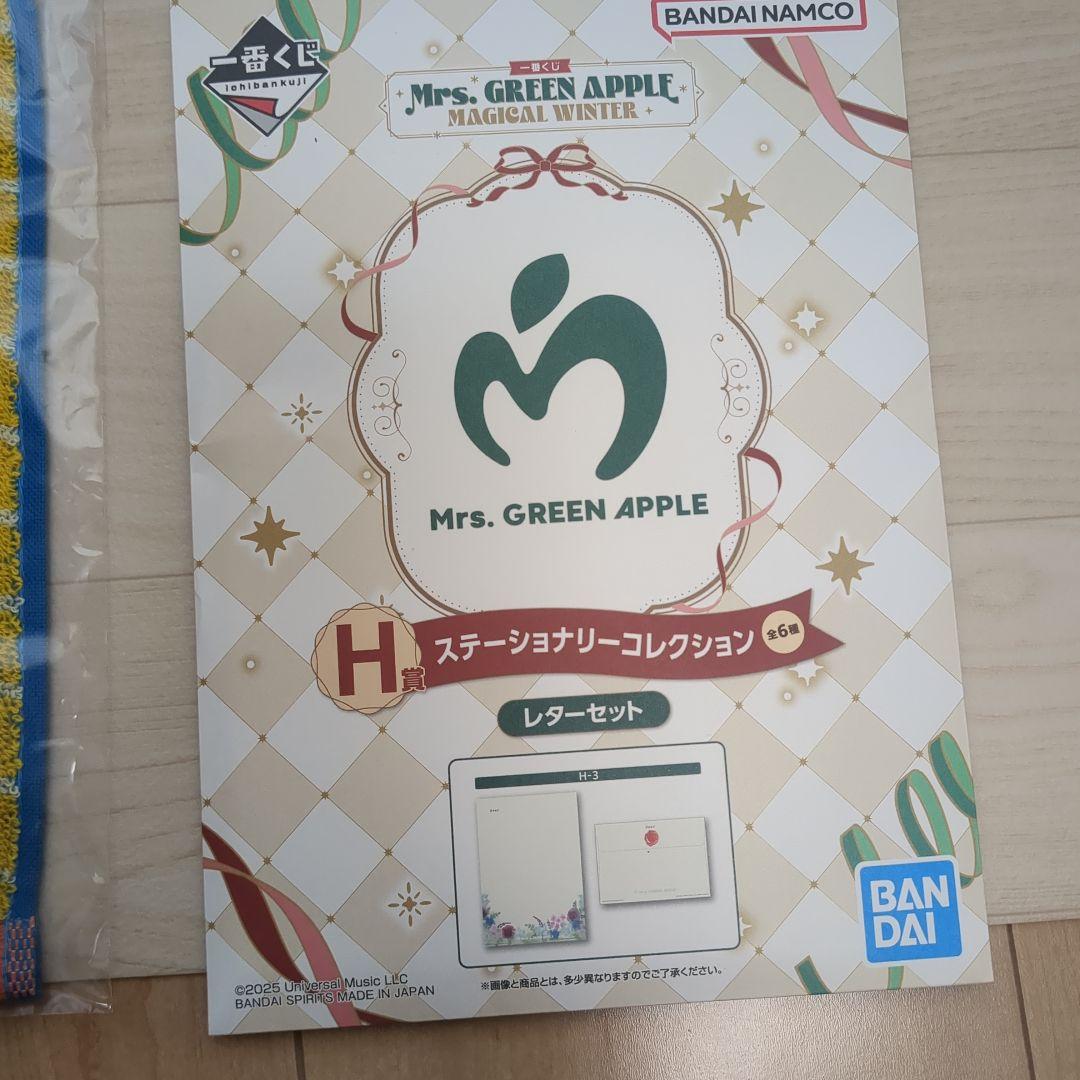 一番くじ
ichibankuji
BANDAI NAMCO
一番くじ
Mrs. GREEN APPLE
MAGICAL WINTER
Mrs. GREEN APPLE
H賞
ステーショナリーコレクション
全6種
レターセット
H-3
©2025 Universal Music LLC
BANDAI SPIRITS MADE IN JAPAN
※画像と商品とは、多少異なりますのでご了承ください。
BAN
DAI